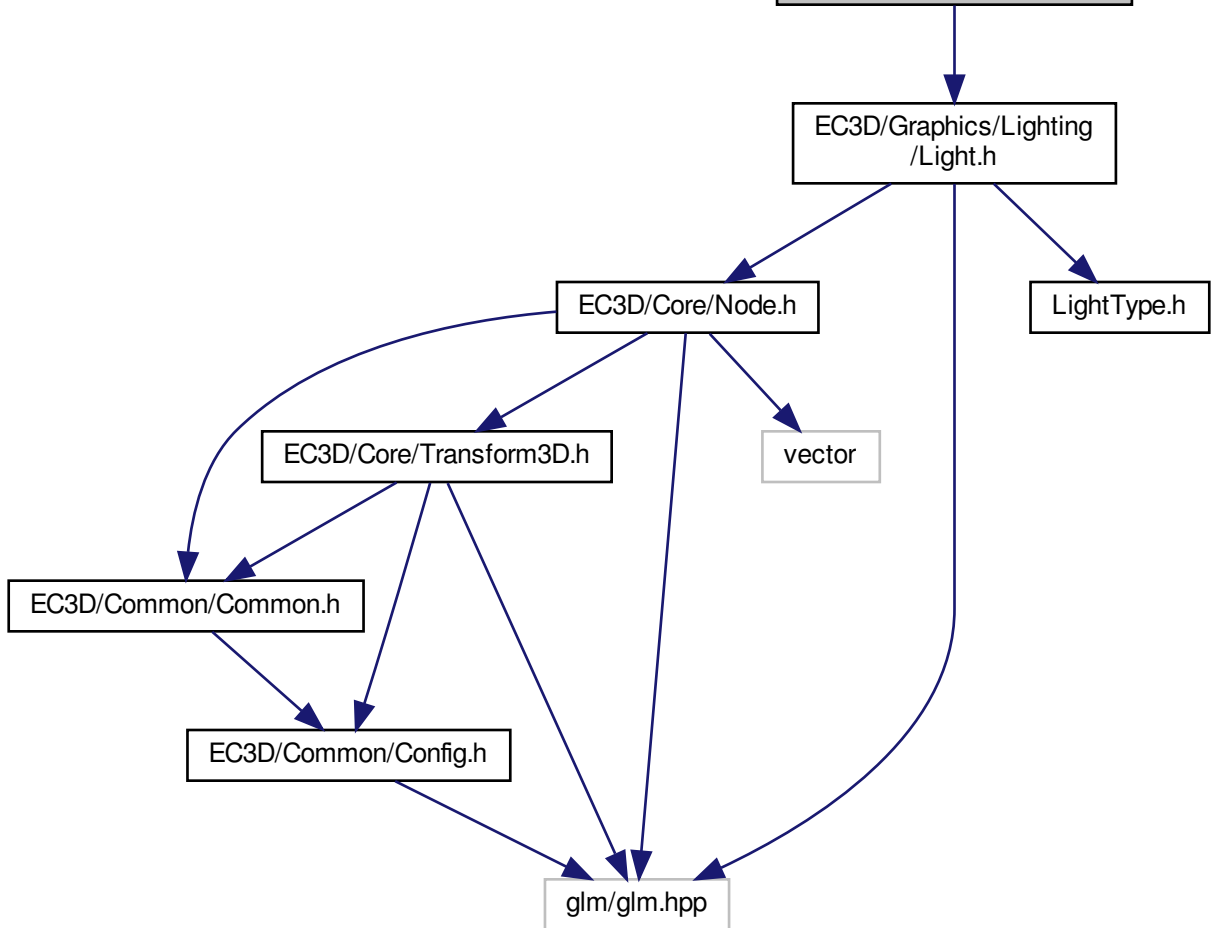 EC3D/Graphics/Lighting
/Light.h
EC3D/Core/Node.h
LightType.h
EC3D/Core/Transform3D.h
vector
EC3D/Common/Common.h
EC3D/Common/Config.h
glm/glm.hpp